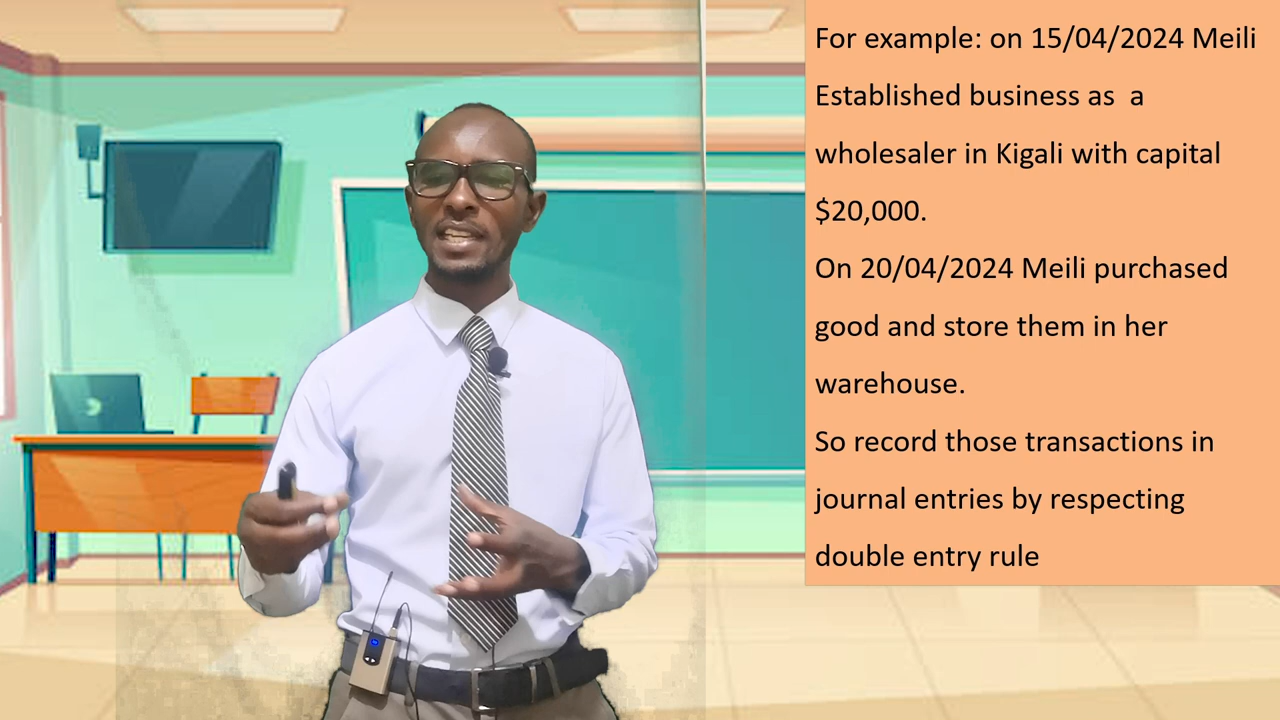 For example: on 15/04/2024 Meili
Established business as  a
wholesaler in Kigali with capital
$20,000.
On 20/04/2024 Meili purchased
good and store them in her
warehouse.
So record those transactions in
journal entries by respecting
double entry rule